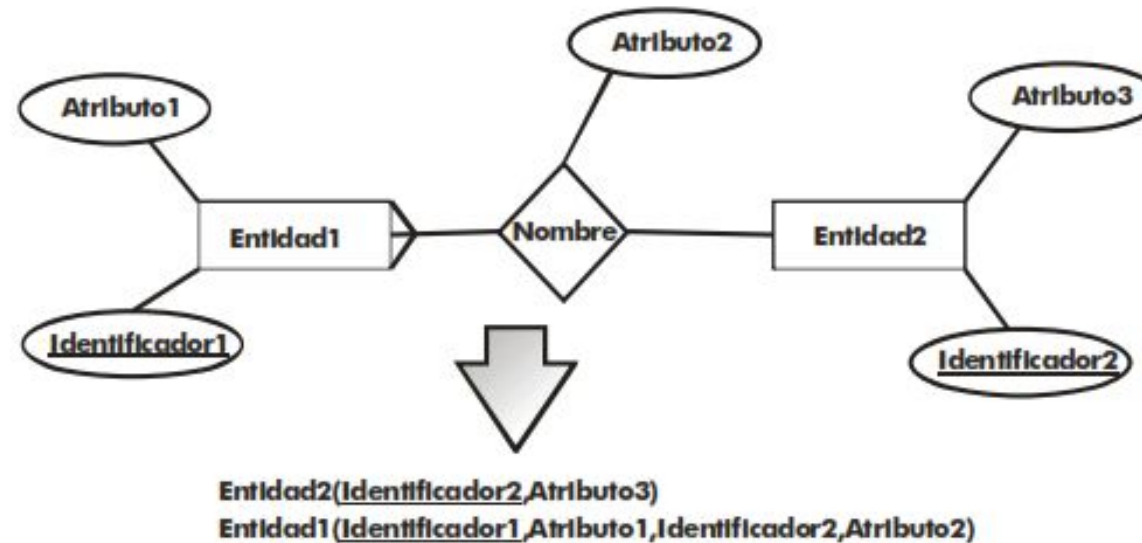 Atributo2
Atributo1
Atributo3
Entidad1
Nombre
Entidad2
Identificador1
Identificador2
Entidad2(Identificador2,Atributo3)
Entidad1(Identificador1,Atributo1,Identificador2,Atributo2)